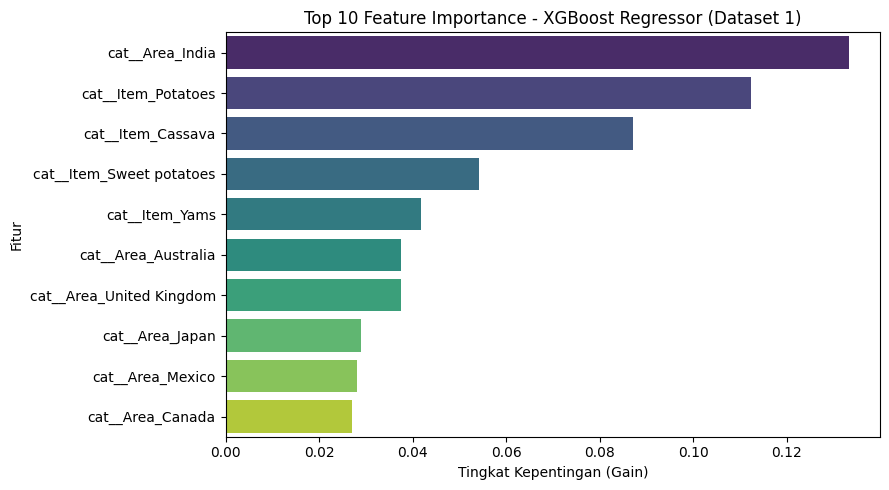 Top 10 Feature Importance - XGBoost Regressor (Dataset 1)
cat__Area_India
cat__Item_Potatoes
cat__Item_Cassava
cat__Item_Sweet potatoes
cat__Item_Yams
cat__Area_Australia
cat__Area_United Kingdom
cat__Area_Japan
cat__Area_Mexico
cat__Area_Canada
Fitur
0.00 0.02 0.04 0.06 0.08 0.10 0.12
Tingkat Kepentingan (Gain)